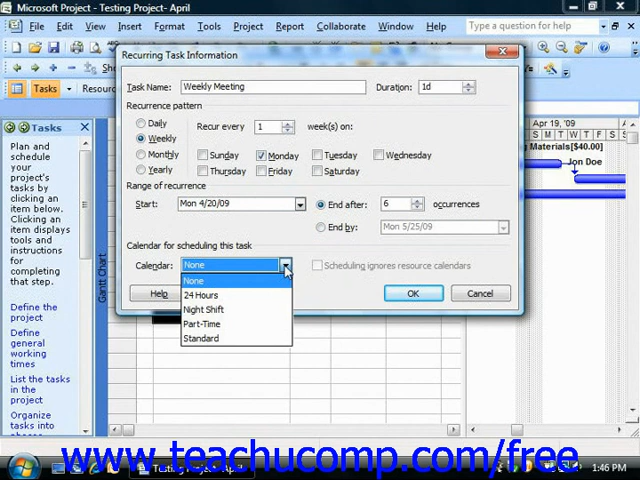 Microsoft Project - Testing Project- April
File Edit View Insert Format Tools Project Report Collaborate Window Help
Type a question for help
Sho
Tasks Resourc
Recurring Task Information
Task Name: Weekly Meeting Duration: 1d
Recurrence pattern
Daily
Weekly
Monthly
Yearly
Recur every 1 week(s) on:
Sunday Monday Tuesday Wednesday
Thursday Friday Saturday
Range of recurrence
Start: Mon 4/20/09 End after: 6 occurrences
End by: Mon 5/25/09
Calendar for scheduling this task
Calendar: None Scheduling ignores resource calendars
None
24 Hours
Night Shift
Part-Time
Standard
Help OK Cancel
Tasks
Plan and
schedule
your
project's
tasks by
clicking an
item below.
Clicking an
item displays
tools and
instructions
for
completing
that step.
Define the
project
Define
general
working
times
List the tasks
in the
project
Organize
tasks into
Gantt Chart
Apr 19, '09
S M T W T F S
g Materials[$40.00]
Jon Doe
www.teachucomp.com/free
Testing Project- April
1:46 PM